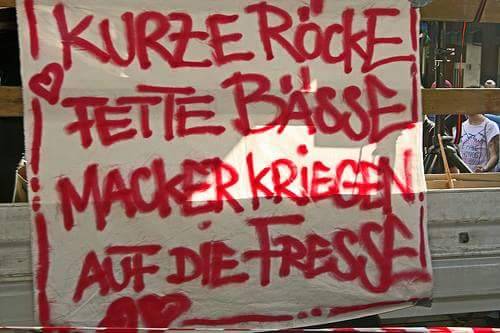 KURZE RÖCKE
FETTE BÄSSE
MACKER KRIEGEN
AUF DIE FRESSE